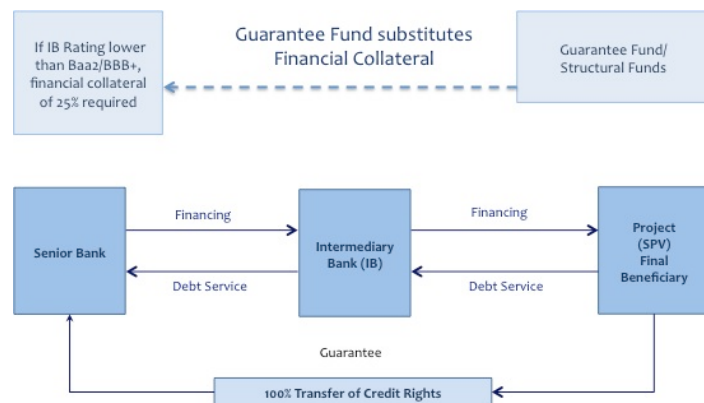 If IB Rating lower
than Baa2/BBB+,
financial collateral
of 25% required
Guarantee Fund substitutes
Financial Collateral
Guarantee Fund/
Structural Funds
Senior Bank
Financing
Debt Service
Intermediary
Bank (IB)
Financing
Debt Service
Project
(SPV)
Final
Beneficiary
Guarantee
100% Transfer of Credit Rights